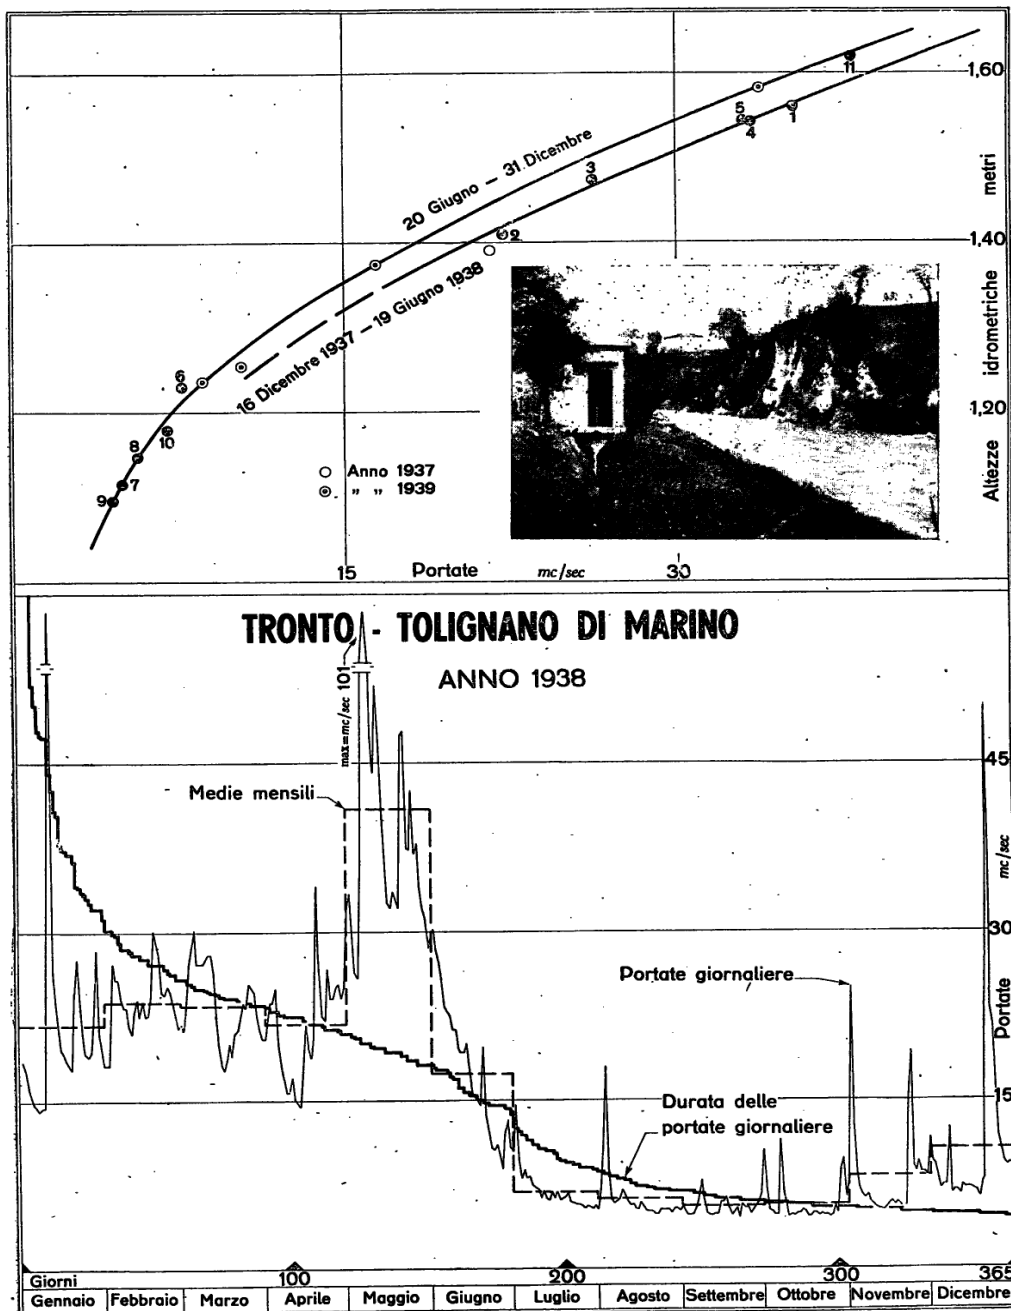 1,60
1,40
1,20
metri
Altezze idrometriche
11
5
4
1
3
2
6
10
8
7
9
20 Giugno – 31 Dicembre
16 Dicembre 1937 – 19 Giugno 1938
Anno 1937
" " 1939
15 Portate mc/sec 30
TRONTO - TOLIGNANO DI MARINO
ANNO 1938
max=mc/sec 101
Medie mensili
Portate giornaliere
Durata delle
portate giornaliere
45
30
15
mc/sec
Portate
Giorni 100 200 300 365
Gennaio Febbraio Marzo Aprile Maggio Giugno Luglio Agosto Settembre Ottobre Novembre Dicembre